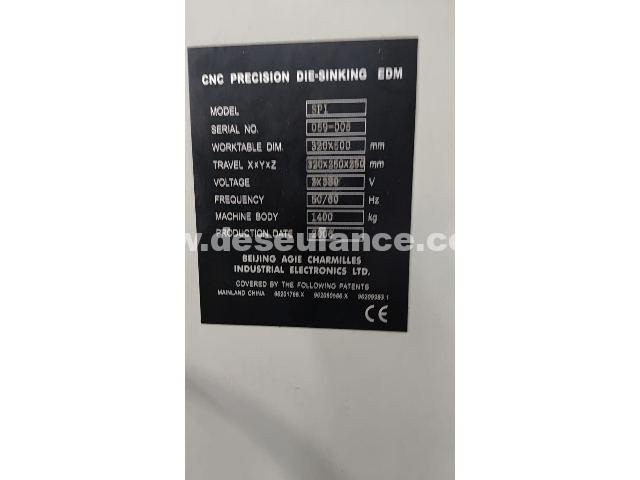 CNC PRECISION DIE-SINKING EDM
MODEL SP1
SERIAL NO. 059-008
WORKTABLE DIM. 320X500 mm
TRAVEL X×Y×Z 320x250x250 mm
VOLTAGE 3X380 V
FREQUENCY 50/60 Hz
MACHINE BODY 1400 kg
PRODUCTION DATE 2006
www.deseulance.co
BEIJING AGIE CHARMILLES
INDUSTRIAL ELECTRONICS LTD.
COVERED BY THE FOLLOWING PATENTS
MAINLAND CHINA
CE